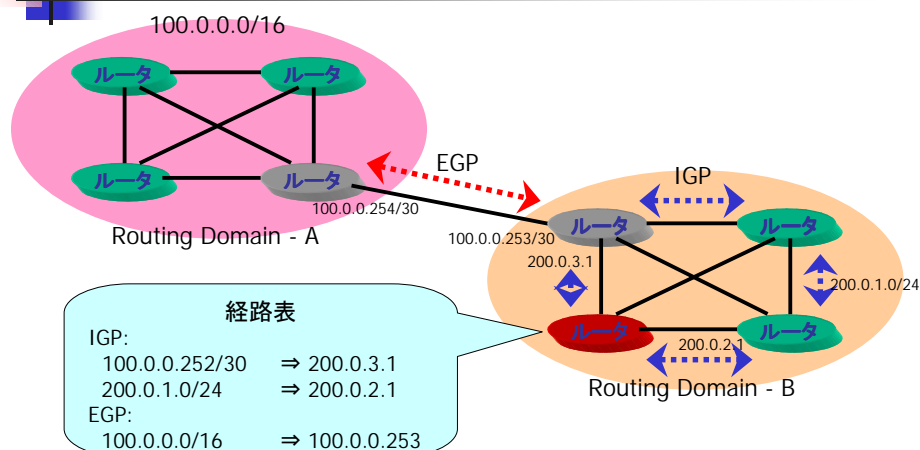 100.0.0.0/16
ルータ
ルータ
ルータ
ルータ
100.0.0.254/30
Routing Domain - A
EGP
IGP
100.0.0.253/30
ルータ
ルータ
200.0.3.1
200.0.1.0/24
ルータ
ルータ
200.0.2.1
Routing Domain - B
経路表
IGP:
100.0.0.252/30 ⇒ 200.0.3.1
200.0.1.0/24 ⇒ 200.0.2.1
EGP:
100.0.0.0/16 ⇒ 100.0.0.253